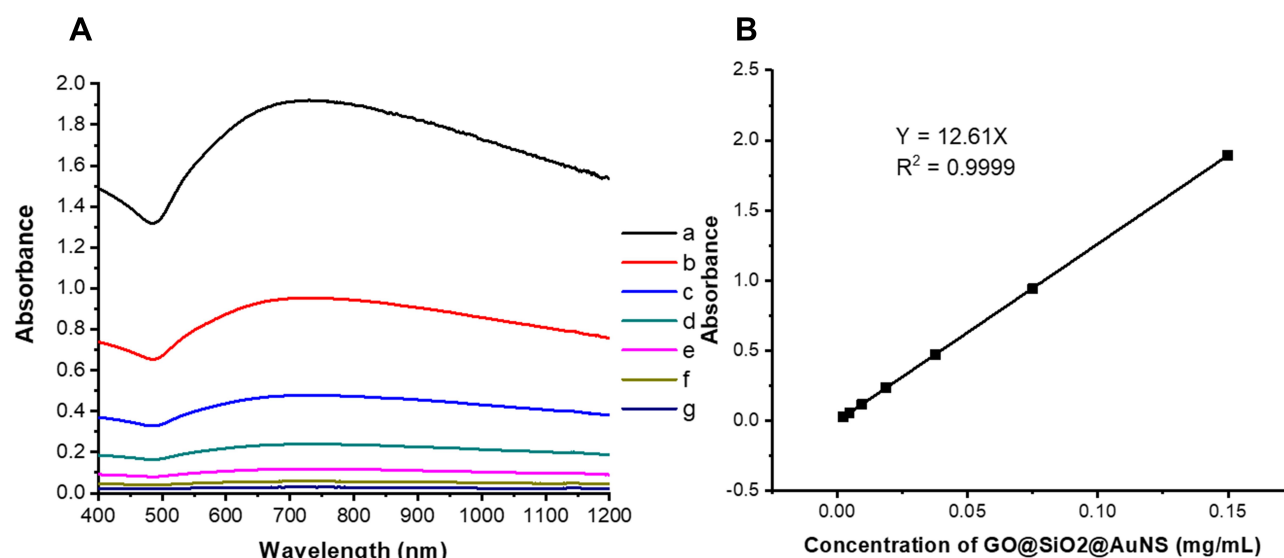 A
2.0
1.8
1.6
1.4
1.2
1.0
0.8
0.6
0.4
0.2
0.0
Absorbance
400 500 600 700 800 900 1000 1100 1200
Wavelength (nm)
a
b
c
d
e
f
g
B
2.5
2.0
1.5
1.0
0.5
0.0
-0.5
Absorbance
Y = 12.61X
R² = 0.9999
0.00 0.05 0.10 0.15
Concentration of GO@SiO2@AuNS (mg/mL)